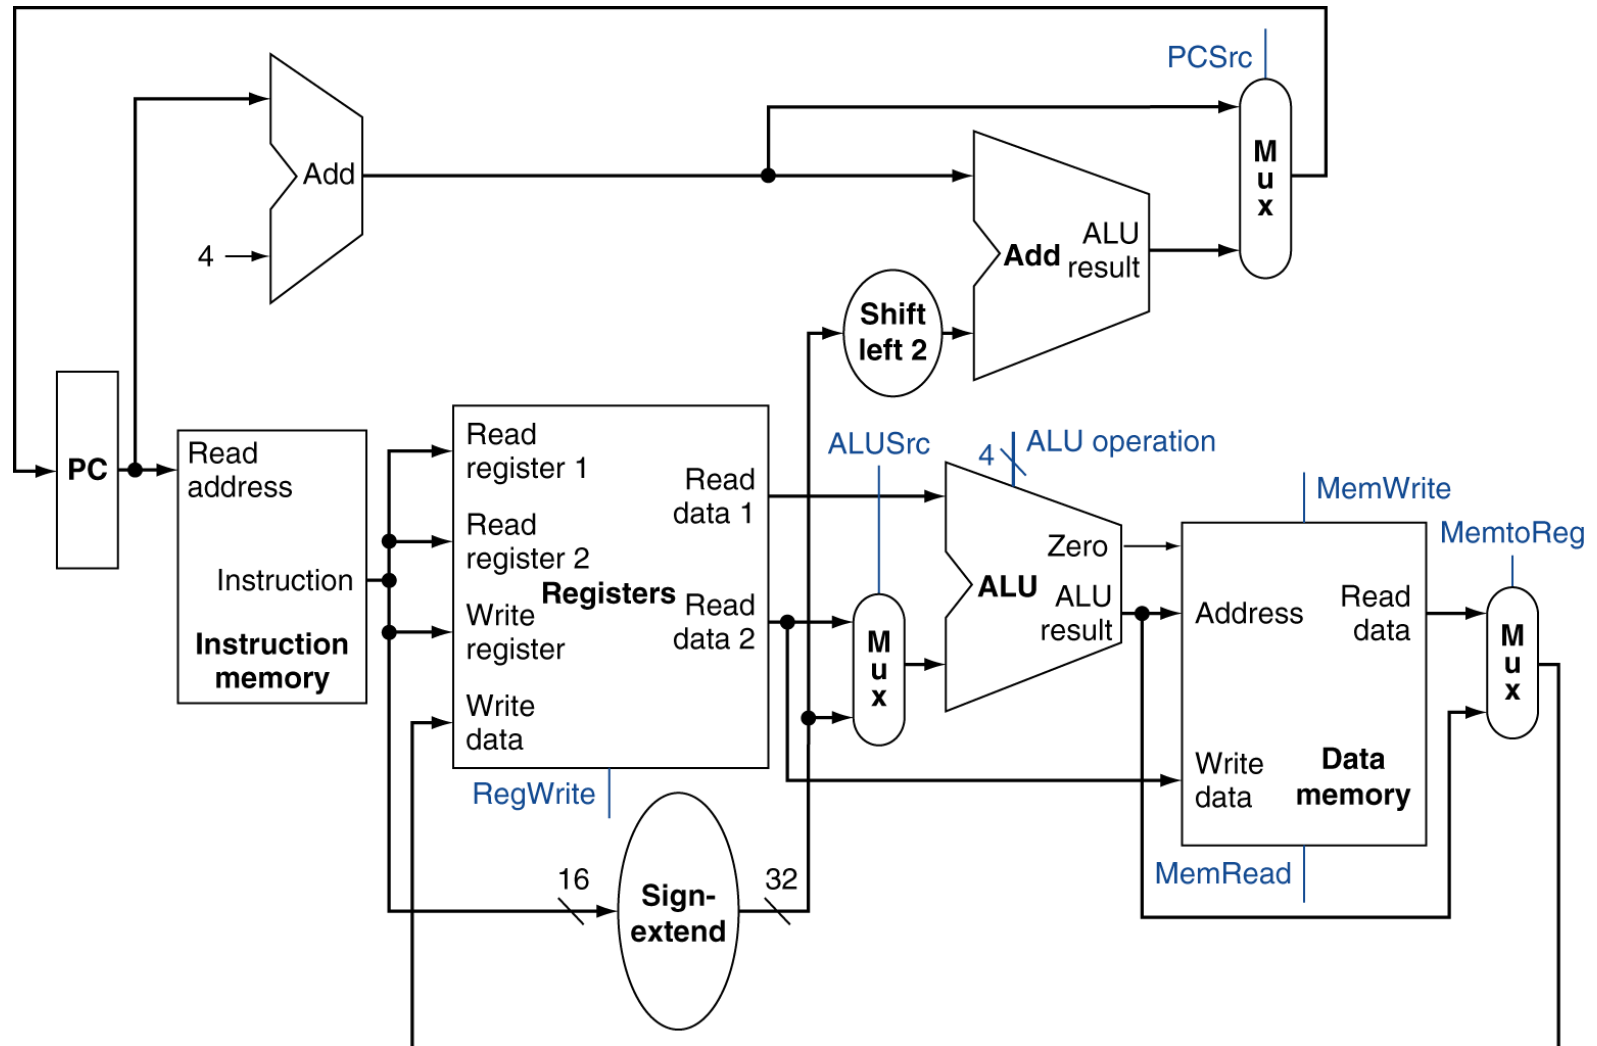 PCSrc
M
u
x
Add
ALU
result
Add
4
Shift
left 2
PC
Read
address
Instruction
Instruction
memory
Read
register 1
Read
register 2
Write
register
Write
data
Registers
Read
data 1
Read
data 2
RegWrite
16
Sign-
extend
32
ALUSrc
M
u
x
4
ALU operation
Zero
ALU
ALU
result
MemWrite
MemtoReg
Address
Read
data
Write
data
Data
memory
MemRead
M
u
x